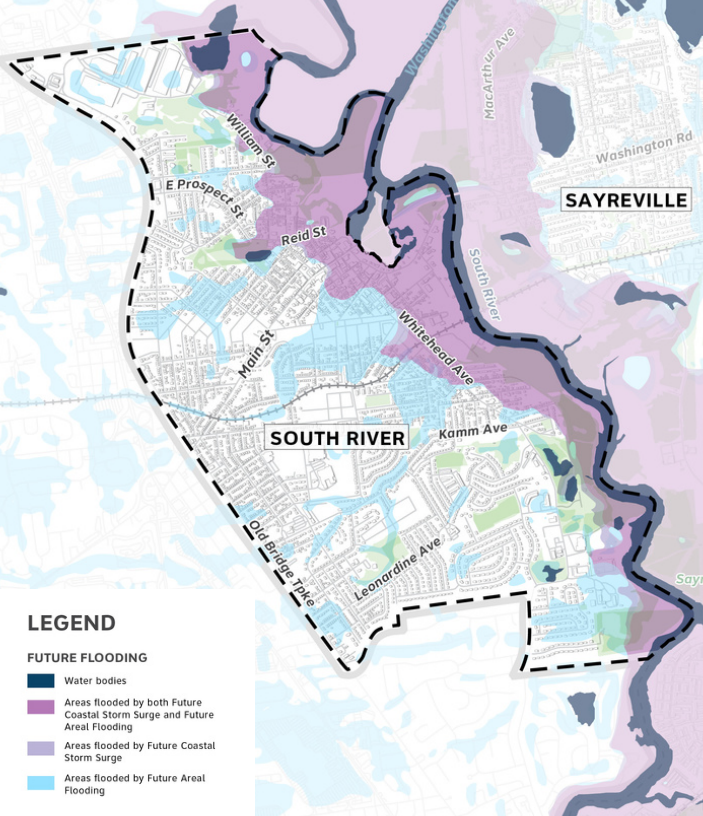 Washington
MacArthur Ave
William St
Washington Rd
E Prospect St
SAYREVILLE
Reid St
South River
Main St
Whitehead Ave
SOUTH RIVER
Kamm Ave
Old Bridge Tpke
Leonardine Ave
Sayr
LEGEND
FUTURE FLOODING
Water bodies
Areas flooded by both Future
Coastal Storm Surge and Future
Areal Flooding
Areas flooded by Future Coastal
Storm Surge
Areas flooded by Future Areal
Flooding